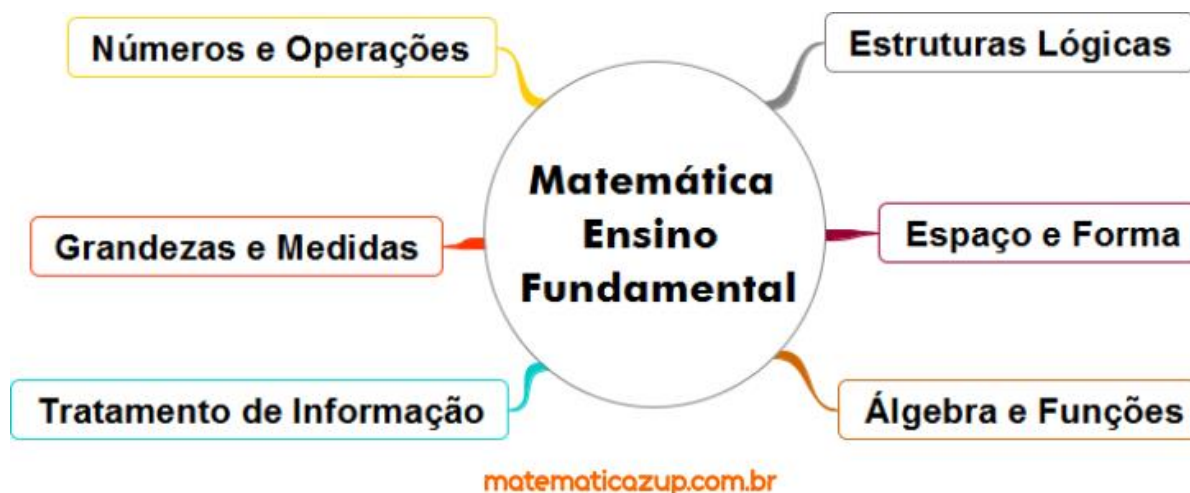 Números e Operações
Estruturas Lógicas
Matemática
Ensino
Fundamental
Grandezas e Medidas
Espaço e Forma
Tratamento de Informação
Álgebra e Funções
matematicazup.com.br